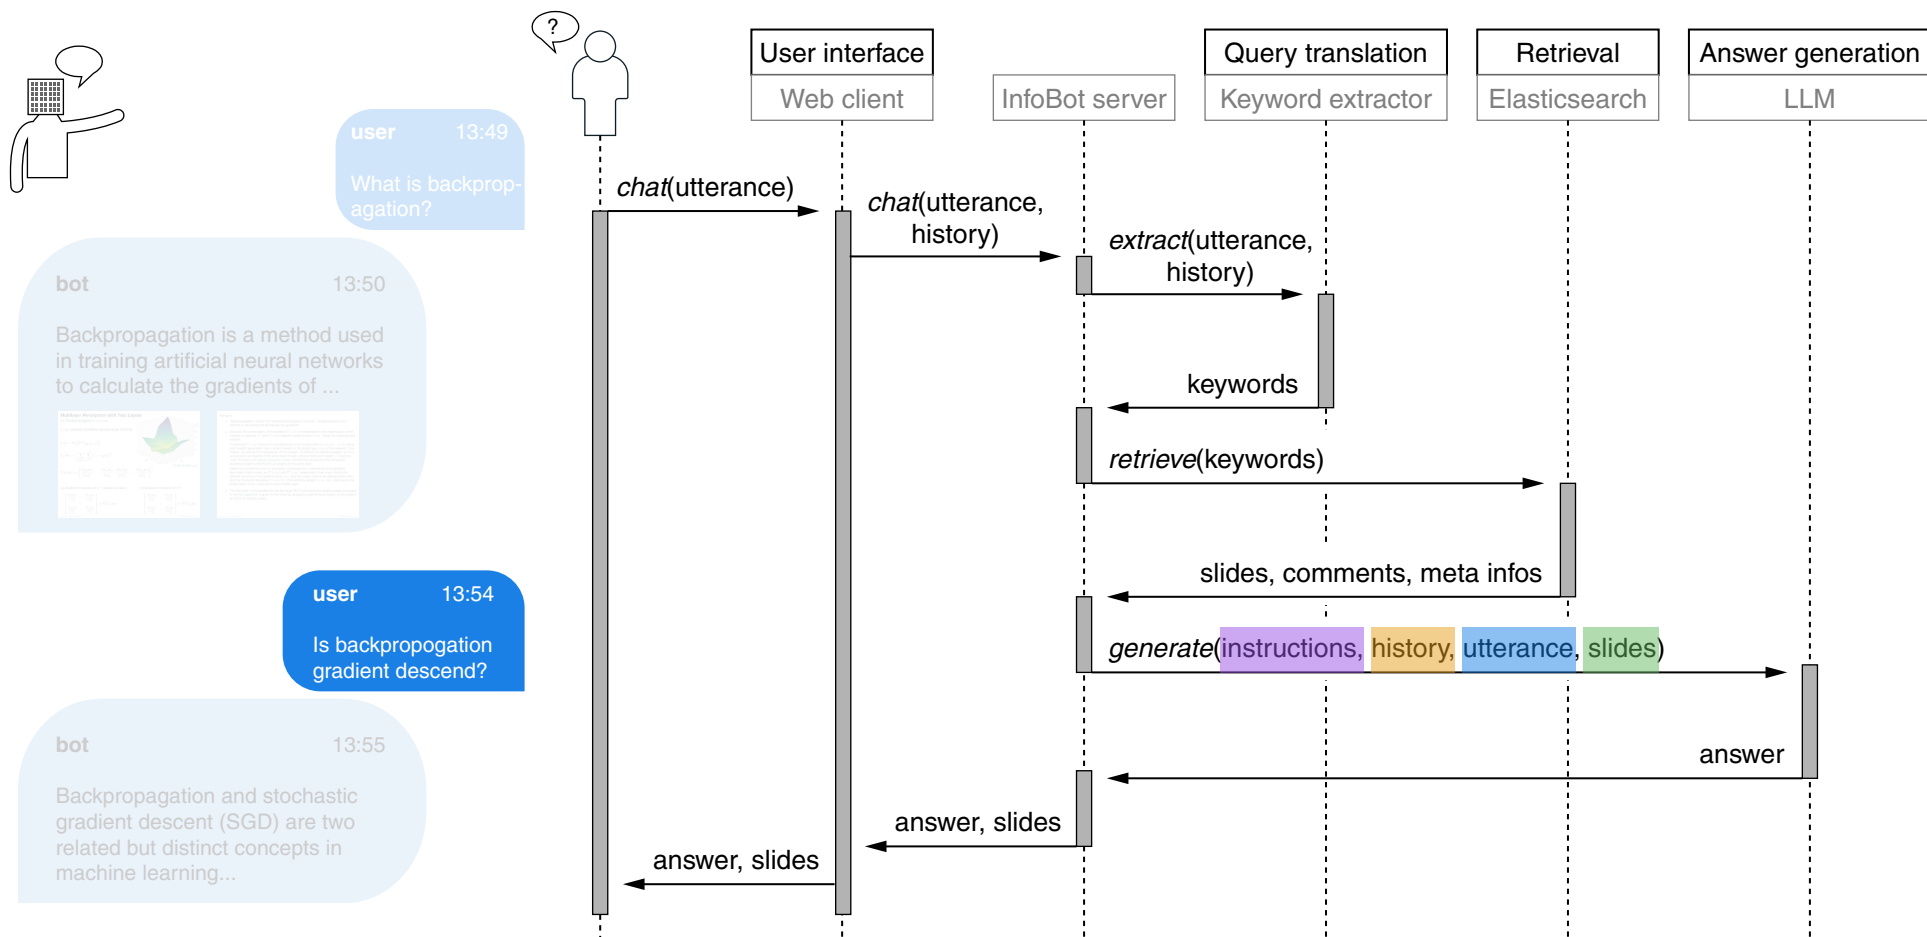 ?
User interface
Web client
InfoBot server
Query translation
Keyword extractor
Retrieval
Elasticsearch
Answer generation
LLM
user 13:49
What is backprop-
agation?
bot 13:50
Backpropagation is a method used
in training artificial neural networks
to calculate the gradients of ...
user 13:54
Is backpropogation
gradient descend?
bot 13:55
Backpropagation and stochastic
gradient descent (SGD) are two
related but distinct concepts in
machine learning...
chat(utterance)
chat(utterance,
history)
extract(utterance,
history)
keywords
retrieve(keywords)
slides, comments, meta infos
generate(instructions, history, utterance, slides)
answer
answer, slides
answer, slides